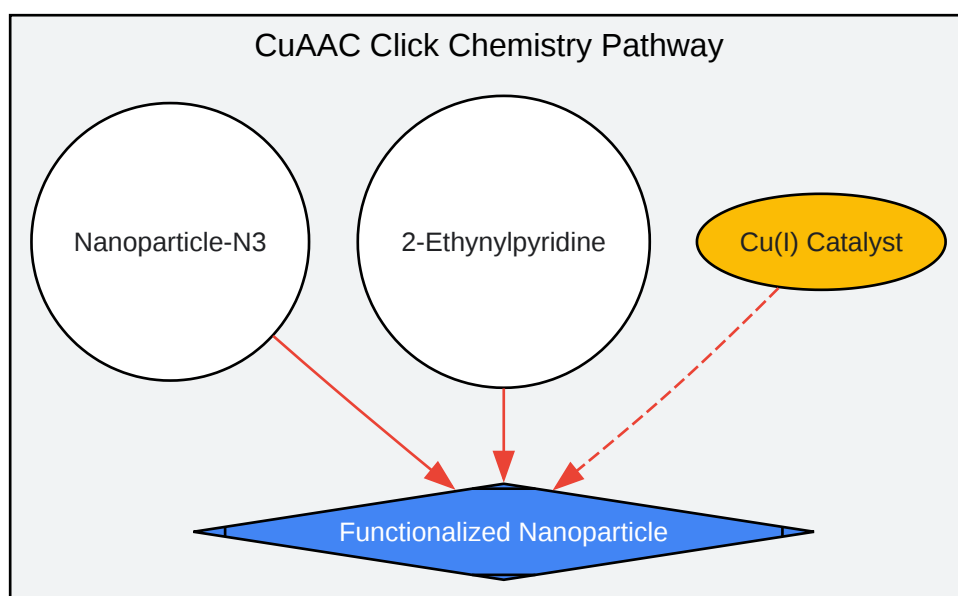 CuAAC Click Chemistry Pathway
Nanoparticle-N3
2-Ethynylpyridine
Cu(I) Catalyst
Functionalized Nanoparticle